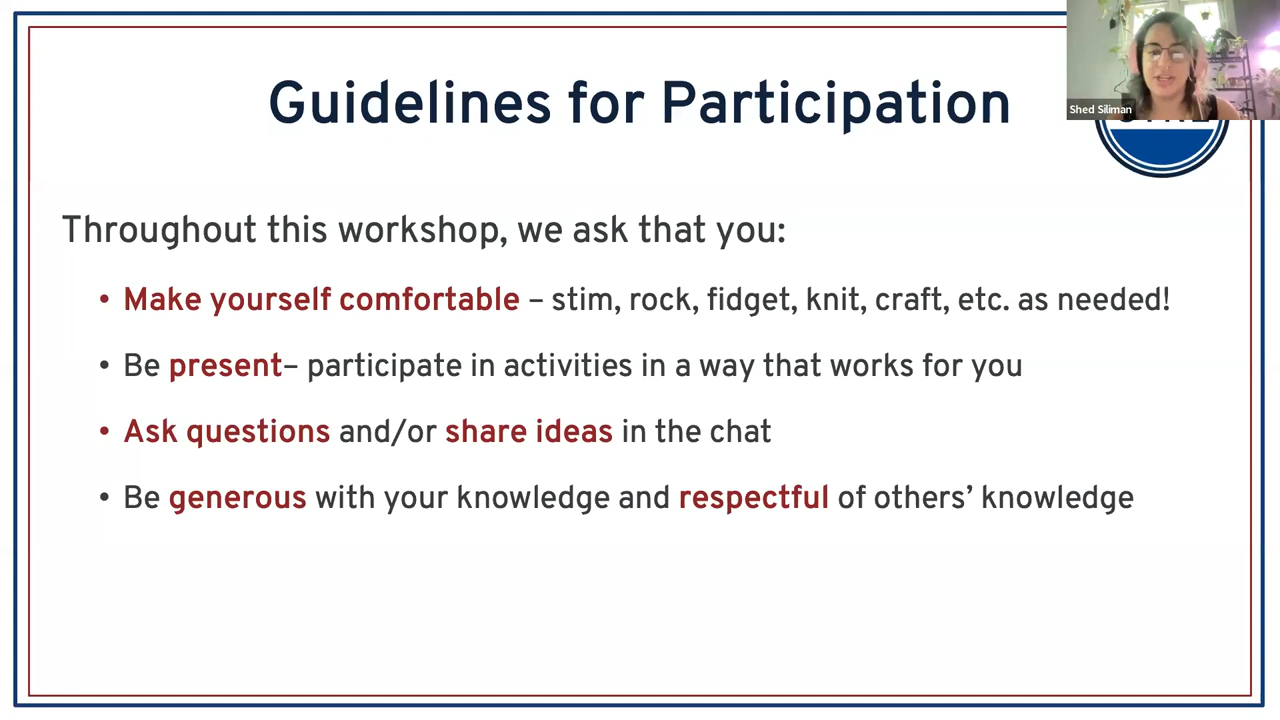 Guidelines for Participation
Shed Siliman
Throughout this workshop, we ask that you:
• Make yourself comfortable – stim, rock, fidget, knit, craft, etc. as needed!
• Be present– participate in activities in a way that works for you
• Ask questions and/or share ideas in the chat
• Be generous with your knowledge and respectful of others’ knowledge